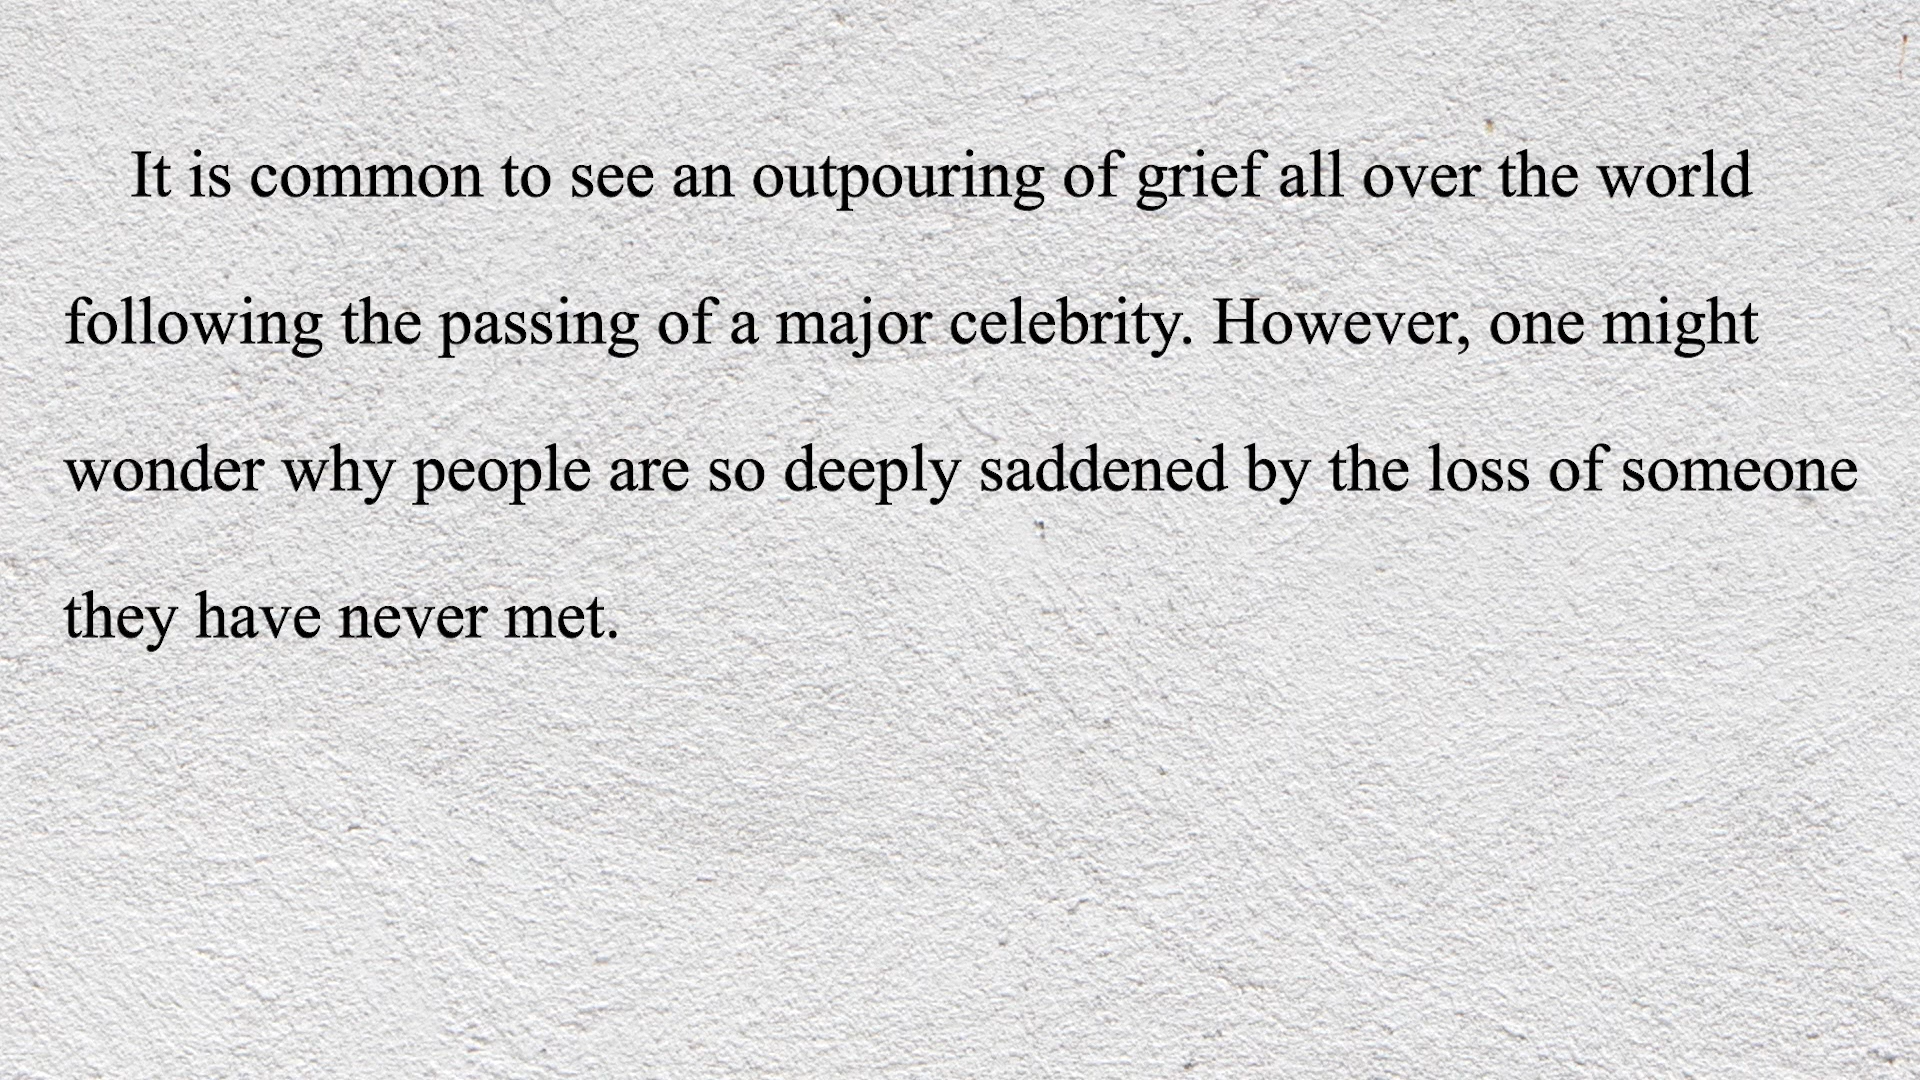 It is common to see an outpouring of grief all over the world
following the passing of a major celebrity. However, one might
wonder why people are so deeply saddened by the loss of someone
they have never met.